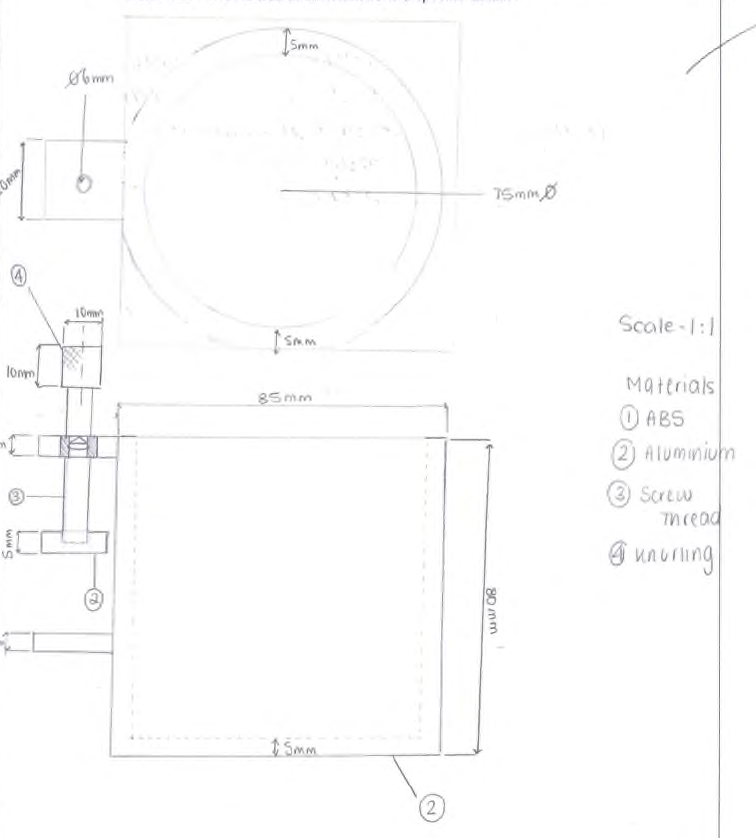 5mm
Ø6mm
75mm Ø
5mm
④
10mm
10mm
85mm
③
5mm
②
80mm
5mm
②
Scale-1:1
Materials
① ABS
② Aluminium
③ Screw
Thread
④ Knurling